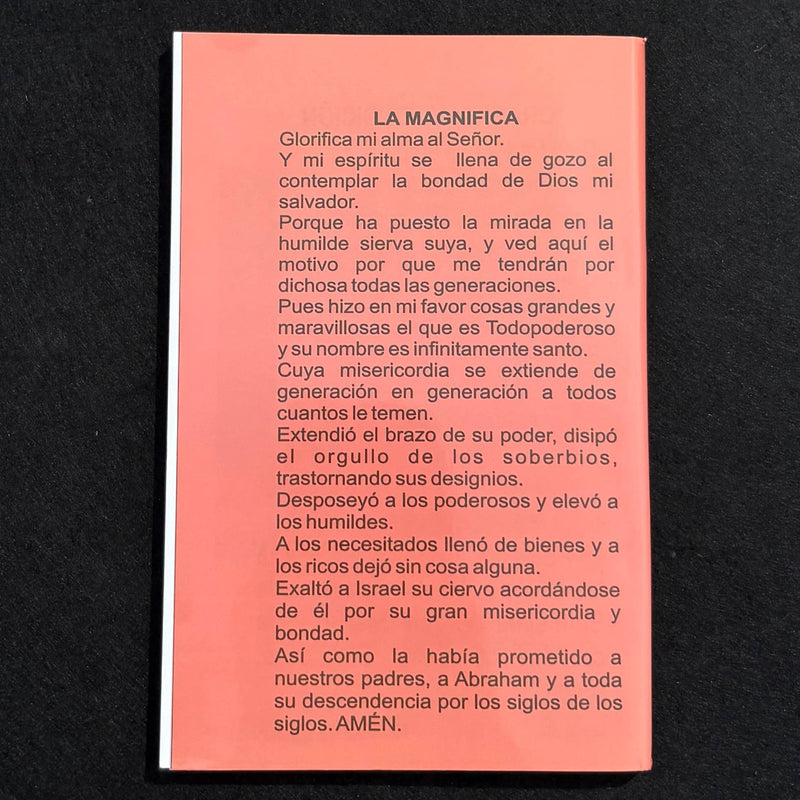 LA MAGNIFICA
Glorifica mi alma al Señor.
Y mi espíritu se llena de gozo al
contemplar la bondad de Dios mi
salvador.
Porque ha puesto la mirada en la
humilde sierva suya, y ved aquí el
motivo por que me tendrán por
dichosa todas las generaciones.
Pues hizo en mi favor cosas grandes y
maravillosas el que es Todopoderoso
y su nombre es infinitamente santo.
Cuya misericordia se extiende de
generación en generación a todos
cuantos le temen.
Extendió el brazo de su poder, disipó
el orgullo de los soberbios,
trastornando sus designios.
Desposeyó a los poderosos y elevó a
los humildes.
A los necesitados llenó de bienes y a
los ricos dejó sin cosa alguna.
Exaltó a Israel su ciervo acordándose
de él por su gran misericordia y
bondad.
Así como la había prometido a
nuestros padres, a Abraham y a toda
su descendencia por los siglos de los
siglos. AMÉN.